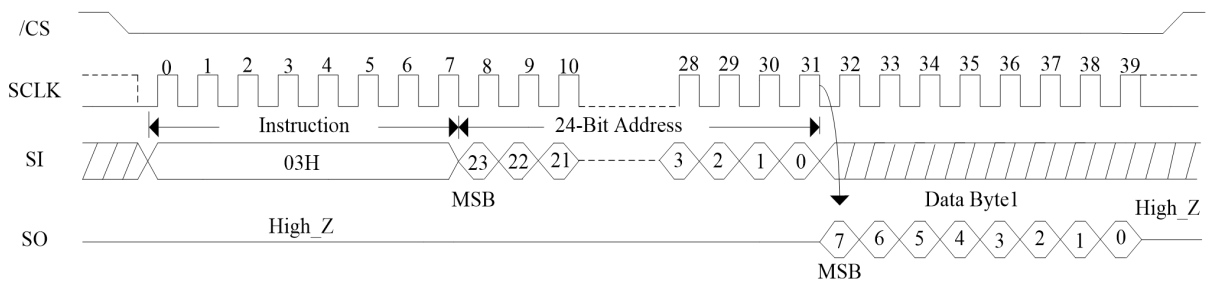 /CS
0 1 2 3 4 5 6 7 8 9 10 28 29 30 31 32 33 34 35 36 37 38 39
SCLK
Instruction 24-Bit Address
SI 03H 23 22 21 3 2 1 0
MSB Data Byte1
High_Z High_Z
SO 7 6 5 4 3 2 1 0
MSB